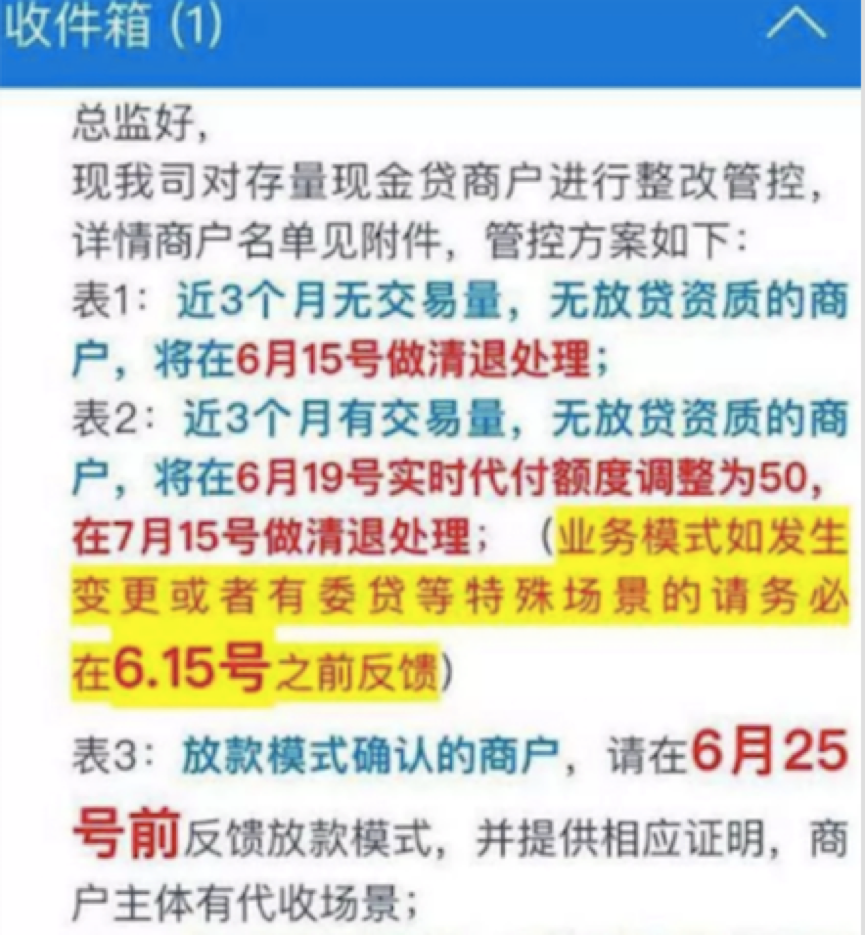 收件箱 (1)
总监好，
现我司对存量现金贷商户进行整改管控，
详情商户名单见附件，管控方案如下：
表1：近3个月无交易量，无放贷资质的商
户，将在6月15号做清退处理；
表2：近3个月有交易量，无放贷资质的商
户，将在6月19号实时代付额度调整为50，
在7月15号做清退处理；（业务模式如发生
变更或者有委贷等特殊场景的请务必
在6.15号之前反馈）
表3：放款模式确认的商户，请在6月25
号前反馈放款模式，并提供相应证明，商
户主体有代收场景；